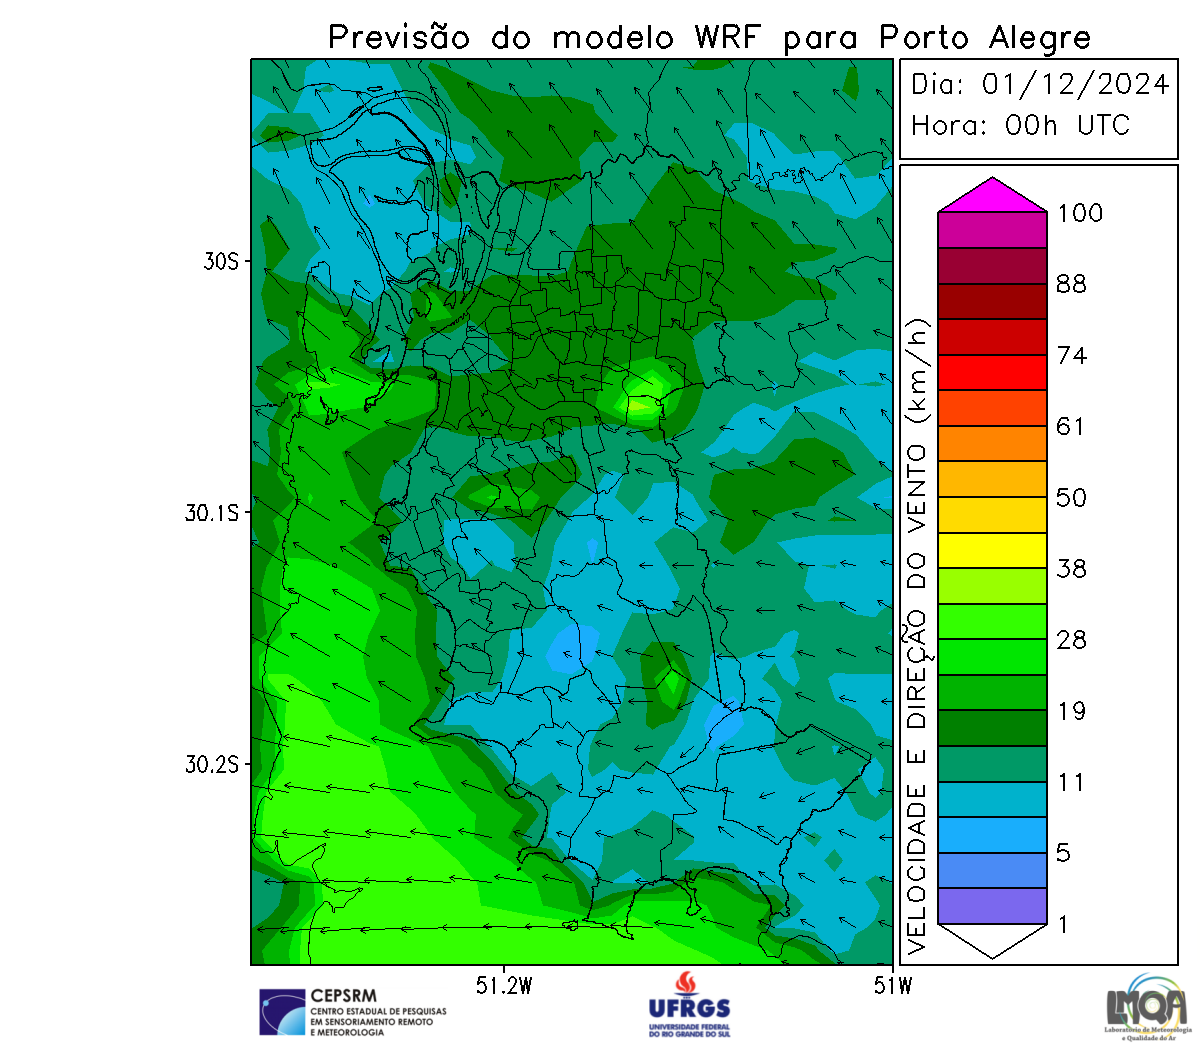 Previsão do modelo WRF para Porto Alegre
Dia: 01/12/2024
Hora: 00h UTC
100
88
74
61
50
38
28
19
11
5
1
VELOCIDADE E DIREÇÃO DO VENTO (km/h)
30S
30.1S
30.2S
51.2W
51W
CEPSRM
CENTRO ESTADUAL DE PESQUISAS
EM SENSORIAMENTO REMOTO
E METEOROLOGIA
UFRGS
UNIVERSIDADE FEDERAL
DO RIO GRANDE DO SUL
LMQA
Laboratório de Meteorologia
e Qualidade do Ar